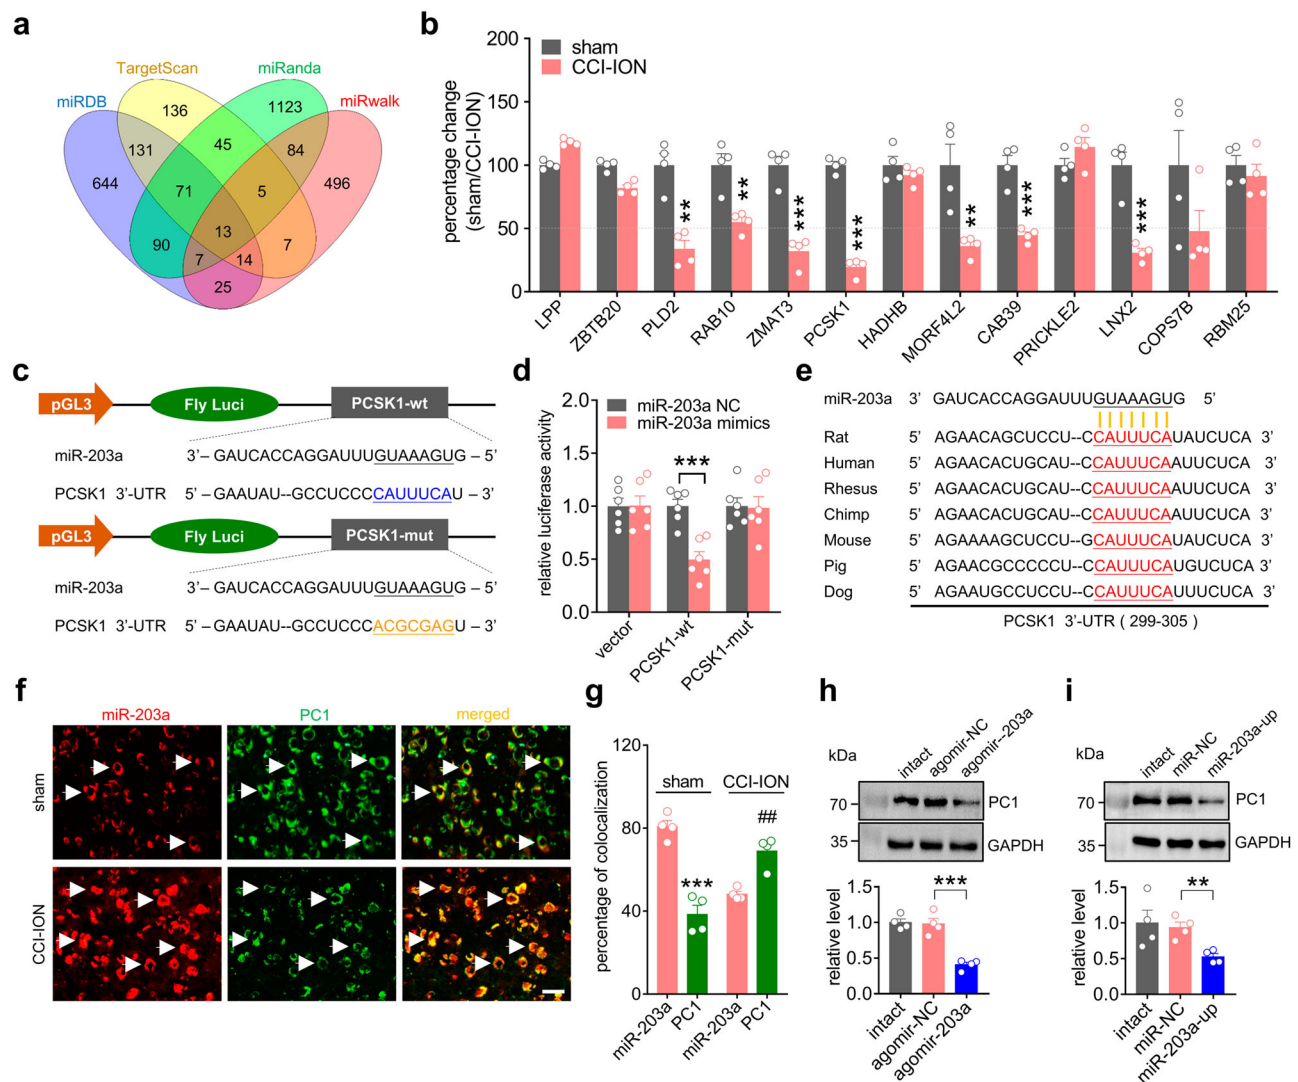 a
TargetScan
miRanda
miRDB
miRwalk
136
1123
131
45
84
644
71
5
496
90
13
7
7
14
25
b
percentage change
(sham/CCI-ION)
200
150
100
50
0
sham
CCI-ION
**
**
***
***
**
***
***
LPP
ZBTB20
PLD2
RAB10
ZMAT3
PCSK1
HADHB
MORF4L2
CAB39
PRICKLE2
LNX2
COPS7B
RBM25
c
pGL3
Fly Luci
PCSK1-wt
miR-203a 3'– GAUCACCAGGAUUUGUAAAGUG – 5'
PCSK1 3'-UTR 5' – GAAUAU--GCCUCCCCAUUUCAU – 3'
pGL3
Fly Luci
PCSK1-mut
miR-203a 3'– GAUCACCAGGAUUUGUAAAGUG – 5'
PCSK1 3'-UTR 5' – GAAUAU--GCCUCCCACGCGAGU – 3'
d
relative luciferase activity
2.0
1.5
1.0
0.5
0.0
miR-203a NC
miR-203a mimics
***
vector
PCSK1-wt
PCSK1-mut
e
miR-203a 3' GAUCACCAGGAUUUGUAAAGUG 5'
Rat 5' AGAACAGCUCCU--CCAUUUCAUAUCUCA 3'
Human 5' AGAACACUGCAU--CCAUUUCAAUUCUCA 3'
Rhesus 5' AGAACACUGCAU--CCAUUUCAAUUCUCA 3'
Chimp 5' AGAACACUGCAU--CCAUUUCAAUUCUCA 3'
Mouse 5' AGAAAAGCUCCU--GCAUUUCAUAUCUCA 3'
Pig 5' AGAACGCCCCCU--CCAUUUCAUGUCUCA 3'
Dog 5' AGAAUGCCUCCU--CCAUUUCAUUUCUCA 3'
PCSK1 3'-UTR ( 299-305 )
f
miR-203a
PC1
merged
sham
CCI-ION
g
percentage of colocalization
120
80
40
0
sham
CCI-ION
***
##
miR-203a
PC1
miR-203a
PC1
h
kDa
intact
agomir-NC
agomir--203a
70
PC1
35
GAPDH
relative level
1.5
1.0
0.5
0.0
***
intact
agomir-NC
agomir-203a
i
kDa
intact
miR-NC
miR-203a-up
70
PC1
35
GAPDH
relative level
1.5
1.0
0.5
0.0
**
intact
miR-NC
miR-203a-up